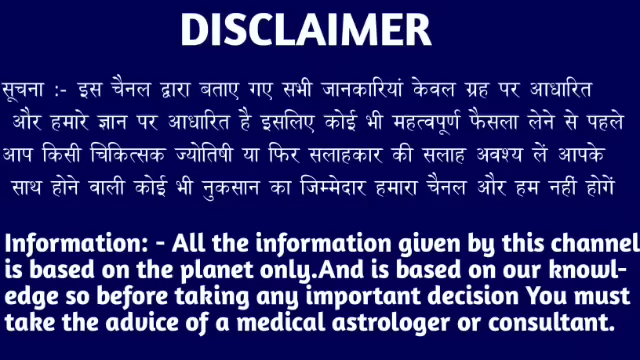 DISCLAIMER
सूचना :- इस चैनल द्वारा बताए गए सभी जानकारियां केवल ग्रह पर आधारित
और हमारे ज्ञान पर आधारित है इसलिए कोई भी महत्वपूर्ण फैसला लेने से पहले
आप किसी चिकित्सक ज्योतिषी या फिर सलाहकार की सलाह अवश्य लें आपके
साथ होने वाली कोई भी नुकसान का जिम्मेदार हमारा चैनल और हम नहीं होगें
Information: - All the information given by this channel
is based on the planet only.And is based on our knowl-
edge so before taking any important decision You must
take the advice of a medical astrologer or consultant.